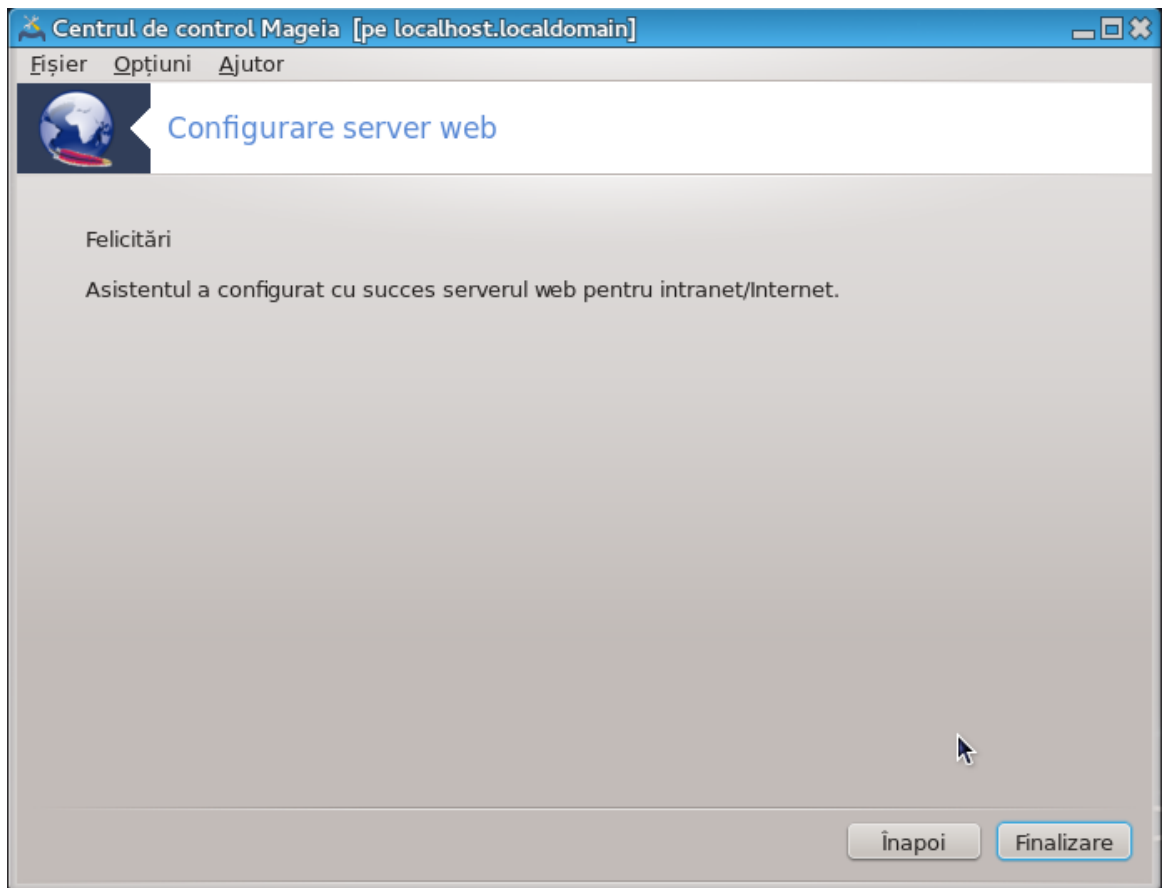 Centrul de control Mageia [pe localhost.localdomain]
Fișier Opțiuni Ajutor
Configurare server web
Felicitări
Asistentul a configurat cu succes serverul web pentru intranet/Internet.
Înapoi Finalizare